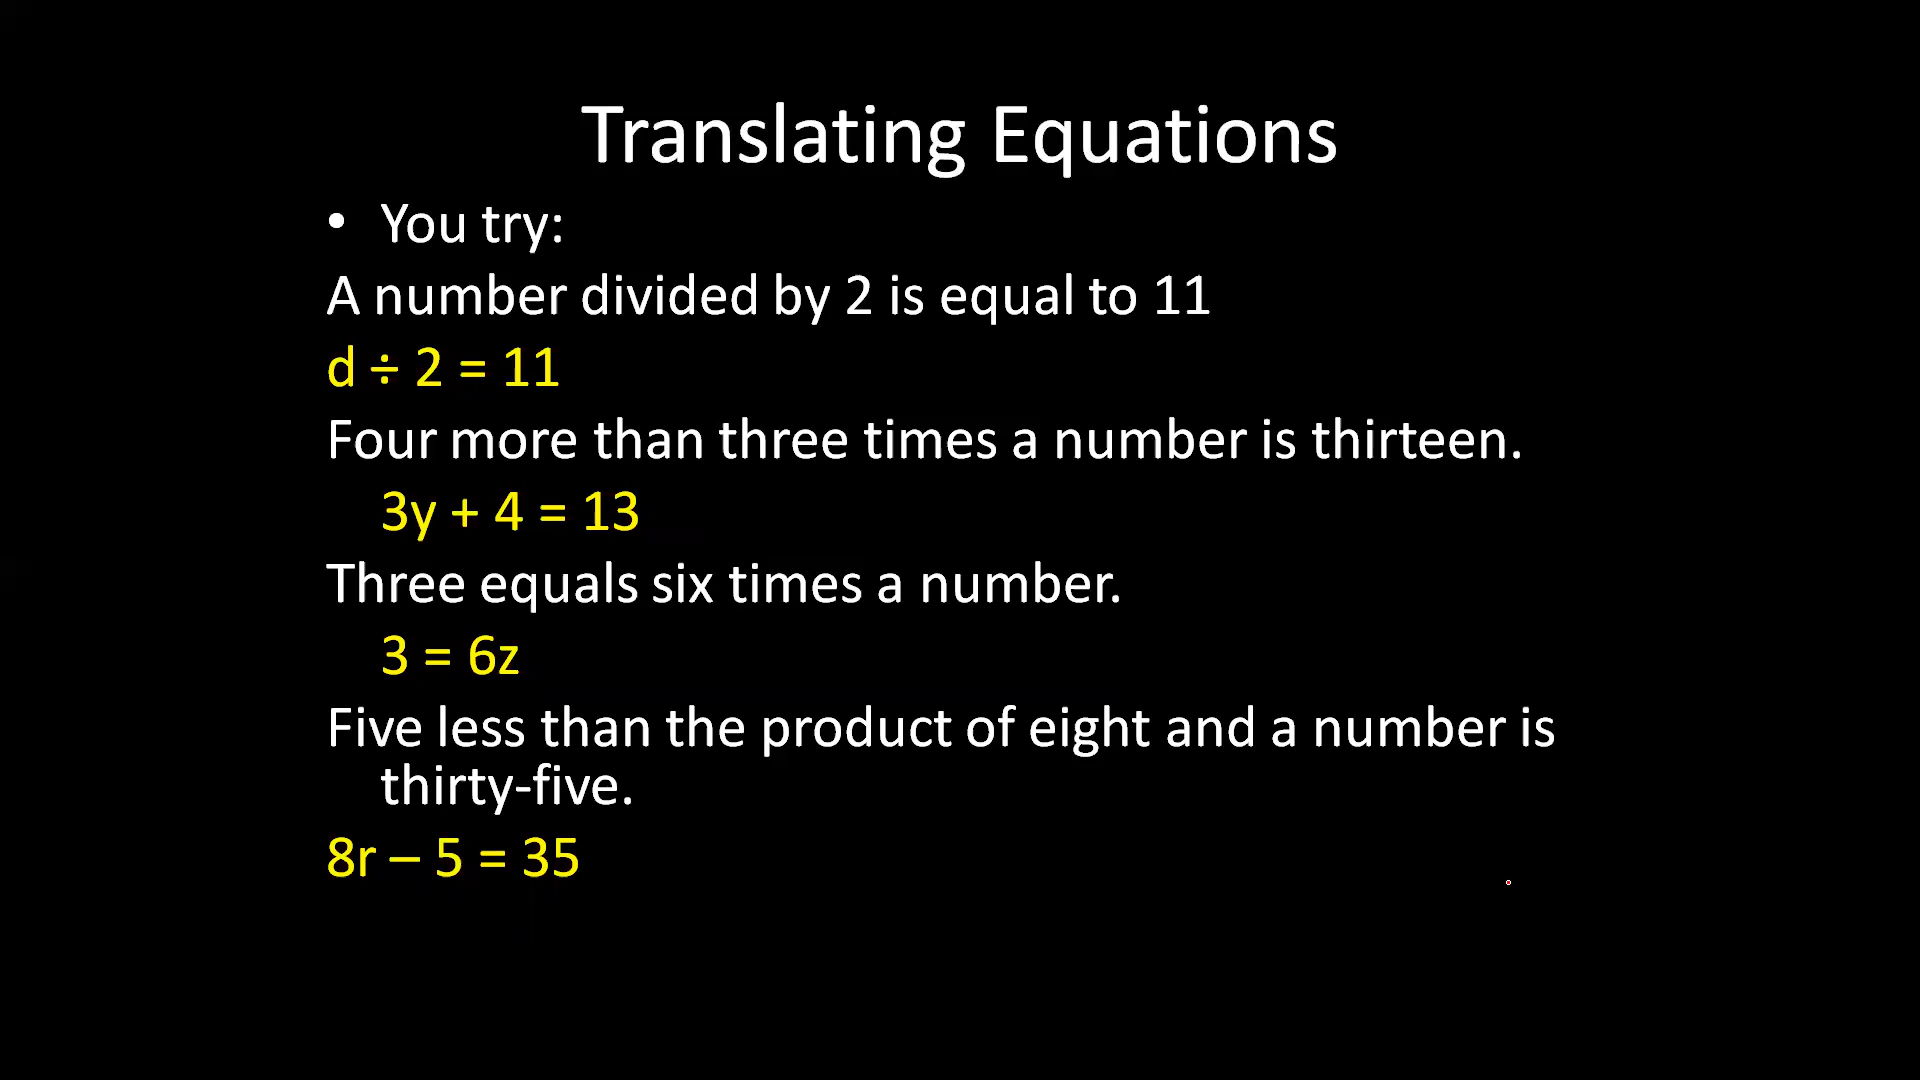 Translating Equations
• You try:
A number divided by 2 is equal to 11
d ÷ 2 = 11
Four more than three times a number is thirteen.
3y + 4 = 13
Three equals six times a number.
3 = 6z
Five less than the product of eight and a number is
thirty-five.
8r – 5 = 35